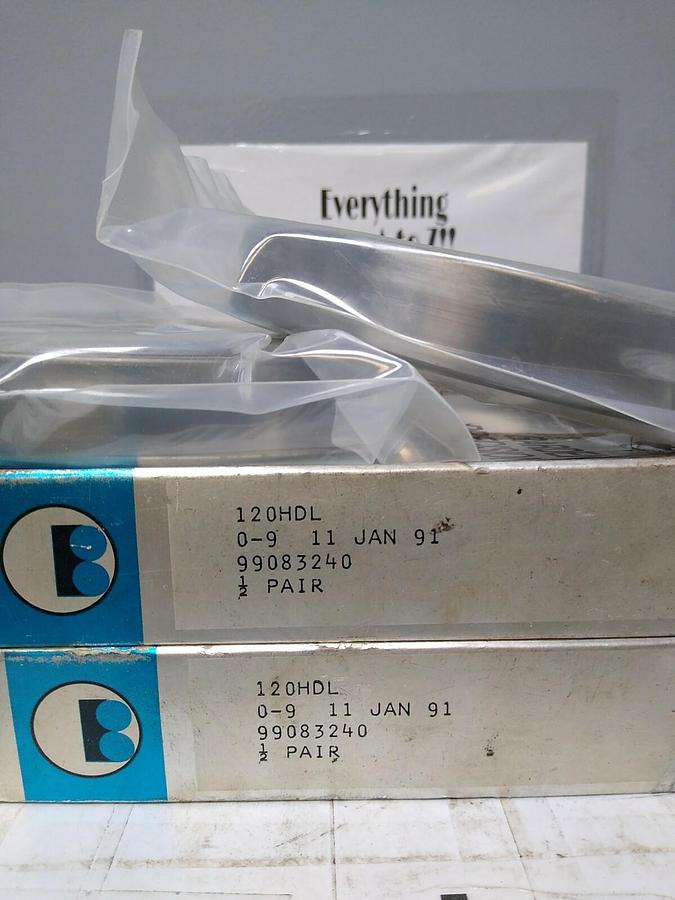 Everything
to Z!!
120HDL
0-9 11 JAN 91
99083240
½ PAIR
120HDL
0-9 11 JAN 91
99083240
½ PAIR